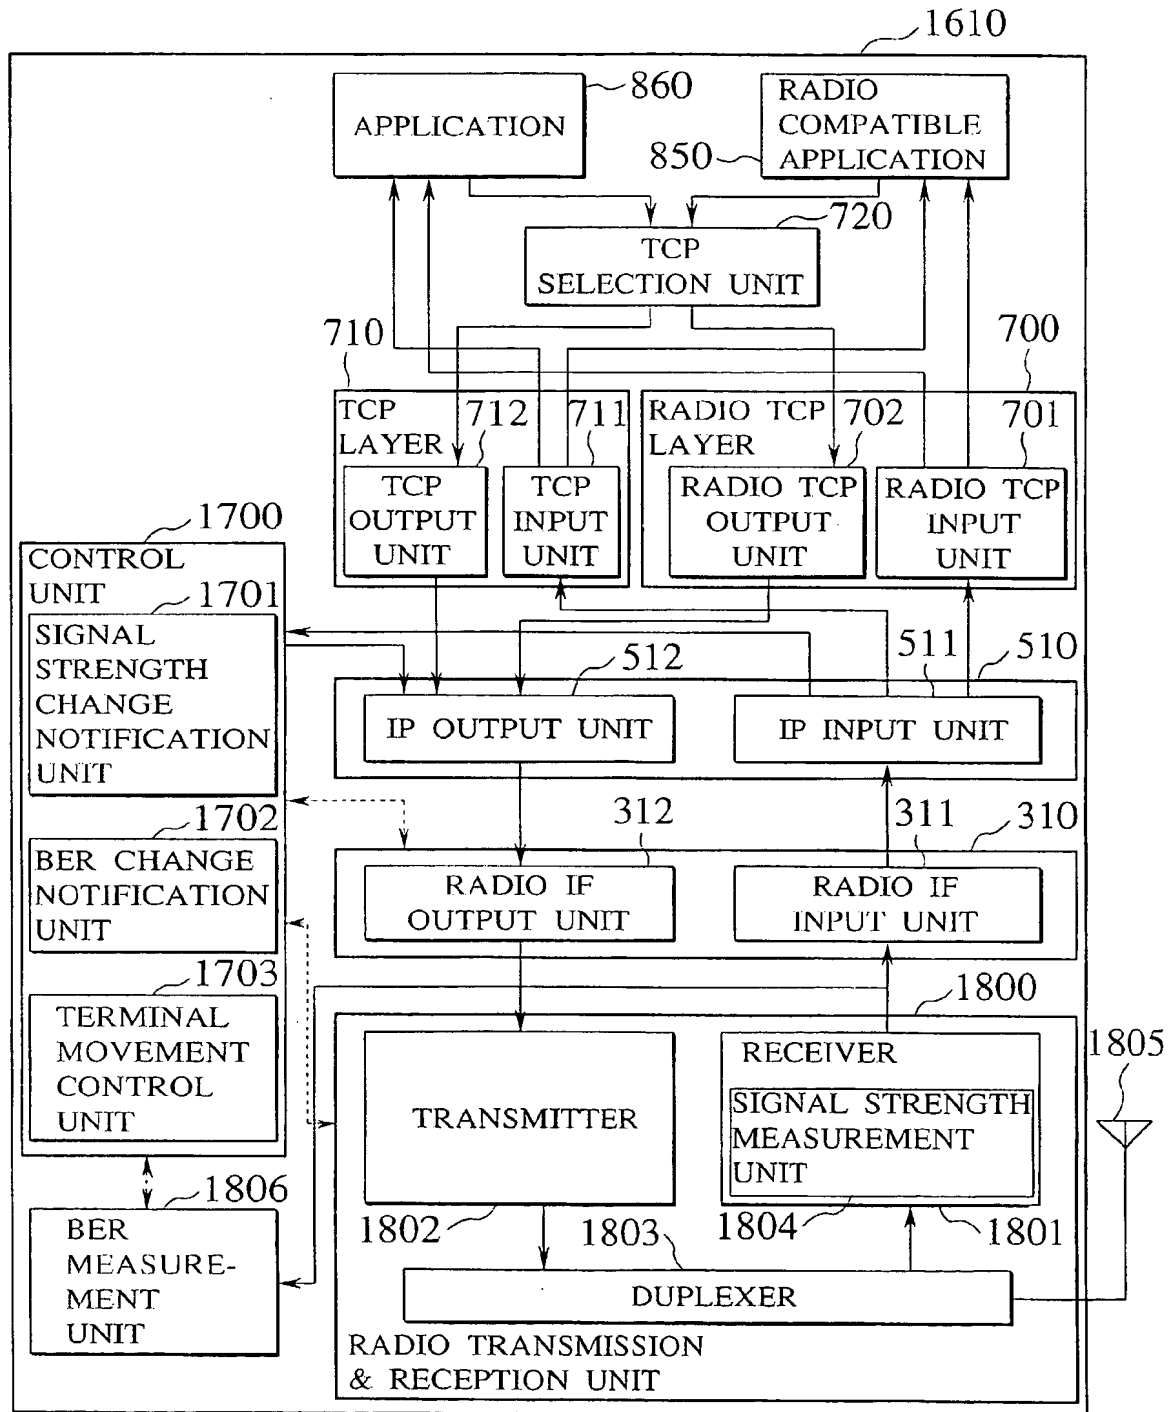 1610
APPLICATION
860
RADIO
COMPATIBLE
APPLICATION
850
720
TCP
SELECTION UNIT
710
700
TCP
LAYER
712
711
RADIO TCP
LAYER
702
701
TCP
OUTPUT
UNIT
TCP
INPUT
UNIT
RADIO TCP
OUTPUT
UNIT
RADIO TCP
INPUT
UNIT
1700
CONTROL
UNIT
1701
SIGNAL
STRENGTH
CHANGE
NOTIFICATION
UNIT
512
511
510
IP OUTPUT UNIT
IP INPUT UNIT
1702
BER CHANGE
NOTIFICATION
UNIT
312
311
310
RADIO IF
OUTPUT UNIT
RADIO IF
INPUT UNIT
1703
TERMINAL
MOVEMENT
CONTROL
UNIT
1800
TRANSMITTER
RECEIVER
SIGNAL STRENGTH
MEASUREMENT
UNIT
1805
1806
BER
MEASURE-
MENT
UNIT
1802
1803
1804
1801
DUPLEXER
RADIO TRANSMISSION
& RECEPTION UNIT